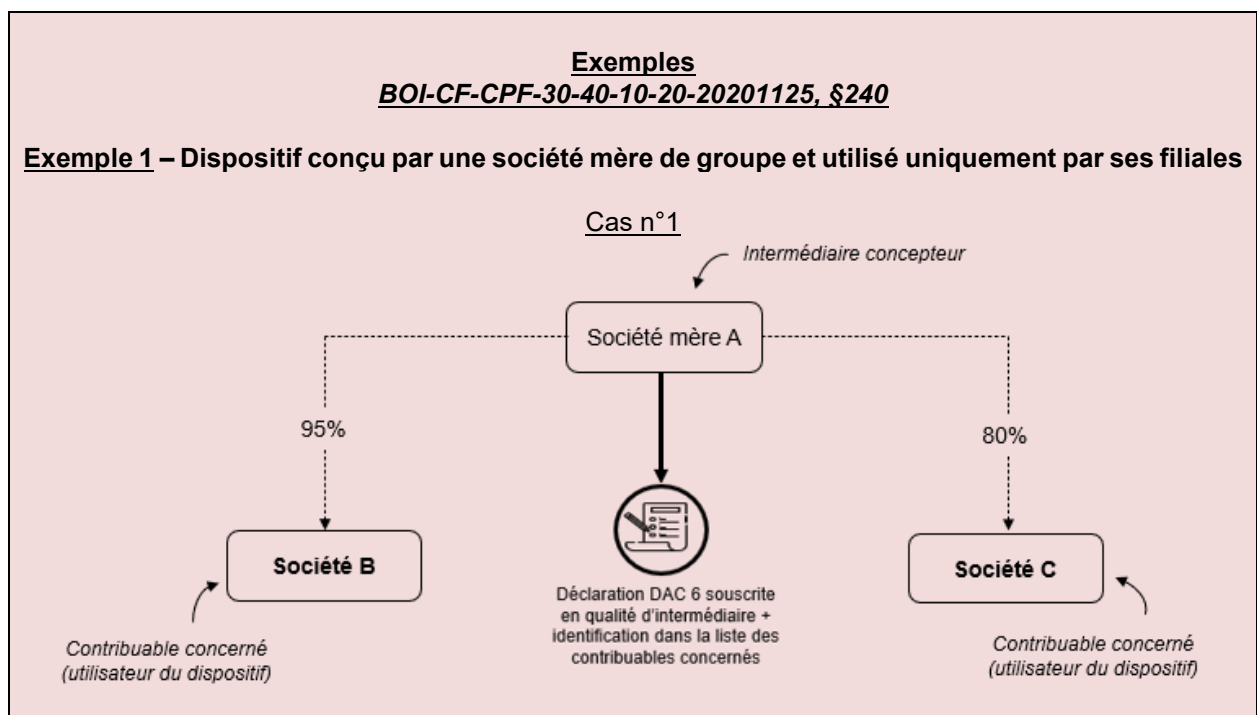 Exemples
BOI-CF-CPF-30-40-10-20-20201125, §240
Exemple 1 – Dispositif conçu par une société mère de groupe et utilisé uniquement par ses filiales
Cas n°1
Intermédiaire concepteur
Société mère A
95%
80%
Société B
Société C
Déclaration DAC 6 souscrite
en qualité d'intermédiaire +
identification dans la liste des
contribuables concernés
Contribuable concerné
(utilisateur du dispositif)
Contribuable concerné
(utilisateur du dispositif)